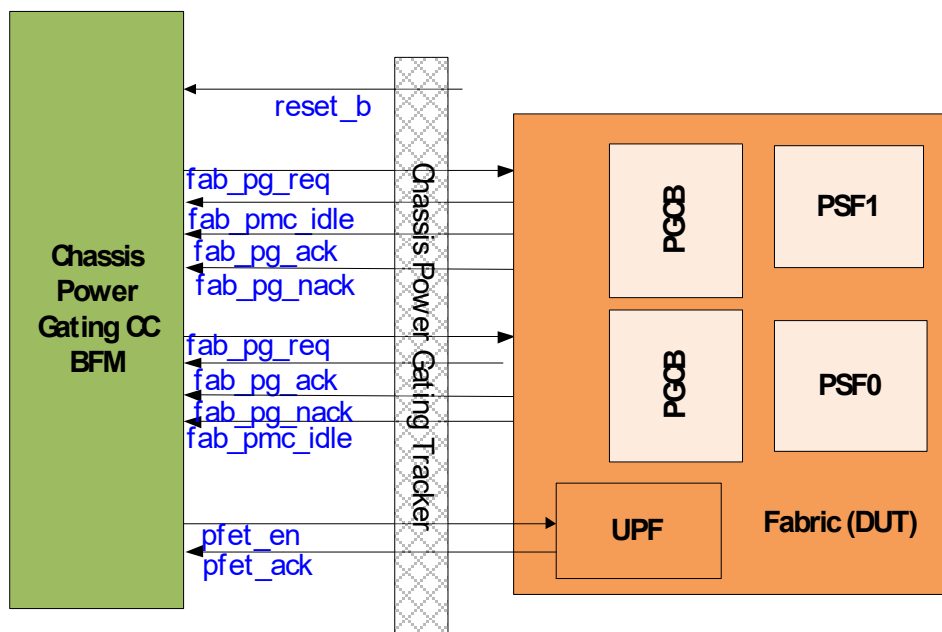 reset_b
fab_pg_req
fab_pmc_idle
fab_pg_ack
fab_pg_nack
fab_pg_req
fab_pg_ack
fab_pg_nack
fab_pmc_idle
pfet_en
pfet_ack
Chassis
Power
Gating CC
BFM
Chassis Power Gating Tracker
PGCB
PSF1
PGCB
PSF0
UPF
Fabric (DUT)